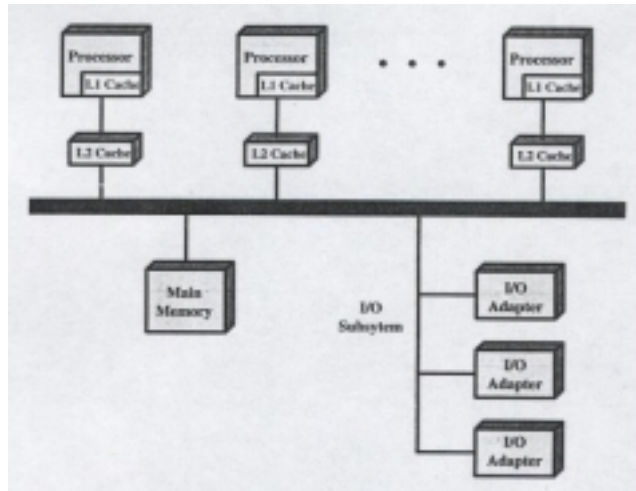 Processor
L1 Cache
Processor
L1 Cache
Processor
L1 Cache
L2 Cache
L2 Cache
L2 Cache
Main
Memory
I/O
Subsytem
I/O
Adapter
I/O
Adapter
I/O
Adapter